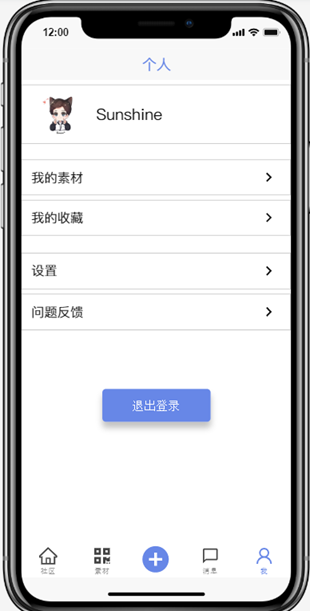 12:00
个人
Sunshine
我的素材
我的收藏
设置
问题反馈
退出登录
社区
素材
消息
我